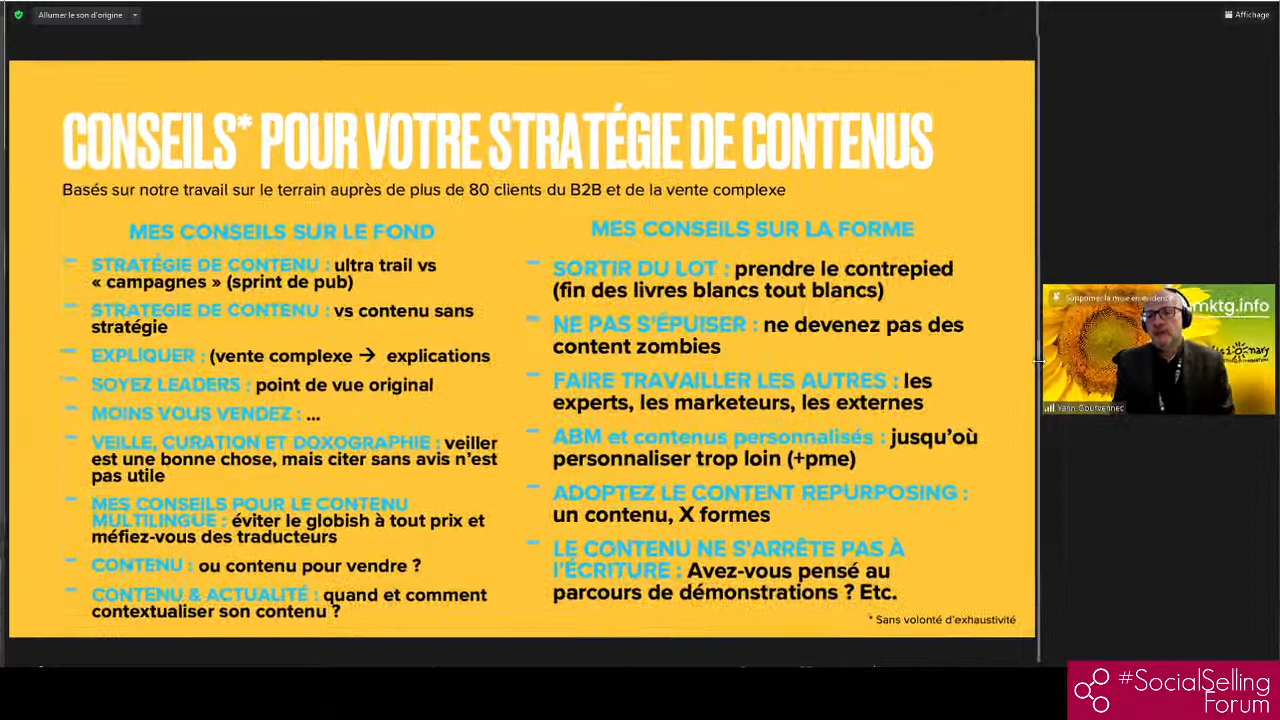 Allumer le son d'origine
Affichage
CONSEILS* POUR VOTRE STRATÉGIE DE CONTENUS
Basés sur notre travail sur le terrain auprès de plus de 80 clients du B2B et de la vente complexe
MES CONSEILS SUR LE FOND
– STRATÉGIE DE CONTENU : ultra trail vs
« campagnes » (sprint de pub)
– STRATEGIE DE CONTENU : vs contenu sans
stratégie
– EXPLIQUER : (vente complexe → explications
– SOYEZ LEADERS : point de vue original
– MOINS VOUS VENDEZ : ...
– VEILLE, CURATION ET DOXOGRAPHIE : veiller
est une bonne chose, mais citer sans avis n'est
pas utile
– MES CONSEILS POUR LE CONTENU
MULTILINGUE : éviter le globish à tout prix et
méfiez-vous des traducteurs
– CONTENU : ou contenu pour vendre ?
– CONTENU & ACTUALITÉ : quand et comment
contextualiser son contenu ?
MES CONSEILS SUR LA FORME
– SORTIR DU LOT : prendre le contrepied
(fin des livres blancs tout blancs)
– NE PAS S'ÉPUISER : ne devenez pas des
content zombies
– FAIRE TRAVAILLER LES AUTRES : les
experts, les marketeurs, les externes
– ABM et contenus personnalisés : jusqu'où
personnaliser trop loin (+pme)
– ADOPTEZ LE CONTENT REPURPOSING :
un contenu, X formes
– LE CONTENU NE S'ARRÊTE PAS À
L'ÉCRITURE : Avez-vous pensé au
parcours de démonstrations ? Etc.
* Sans volonté d'exhaustivité
Supprimer la mise en évidence
mktg.info
Yann Gourvennec
#SocialSelling
Forum